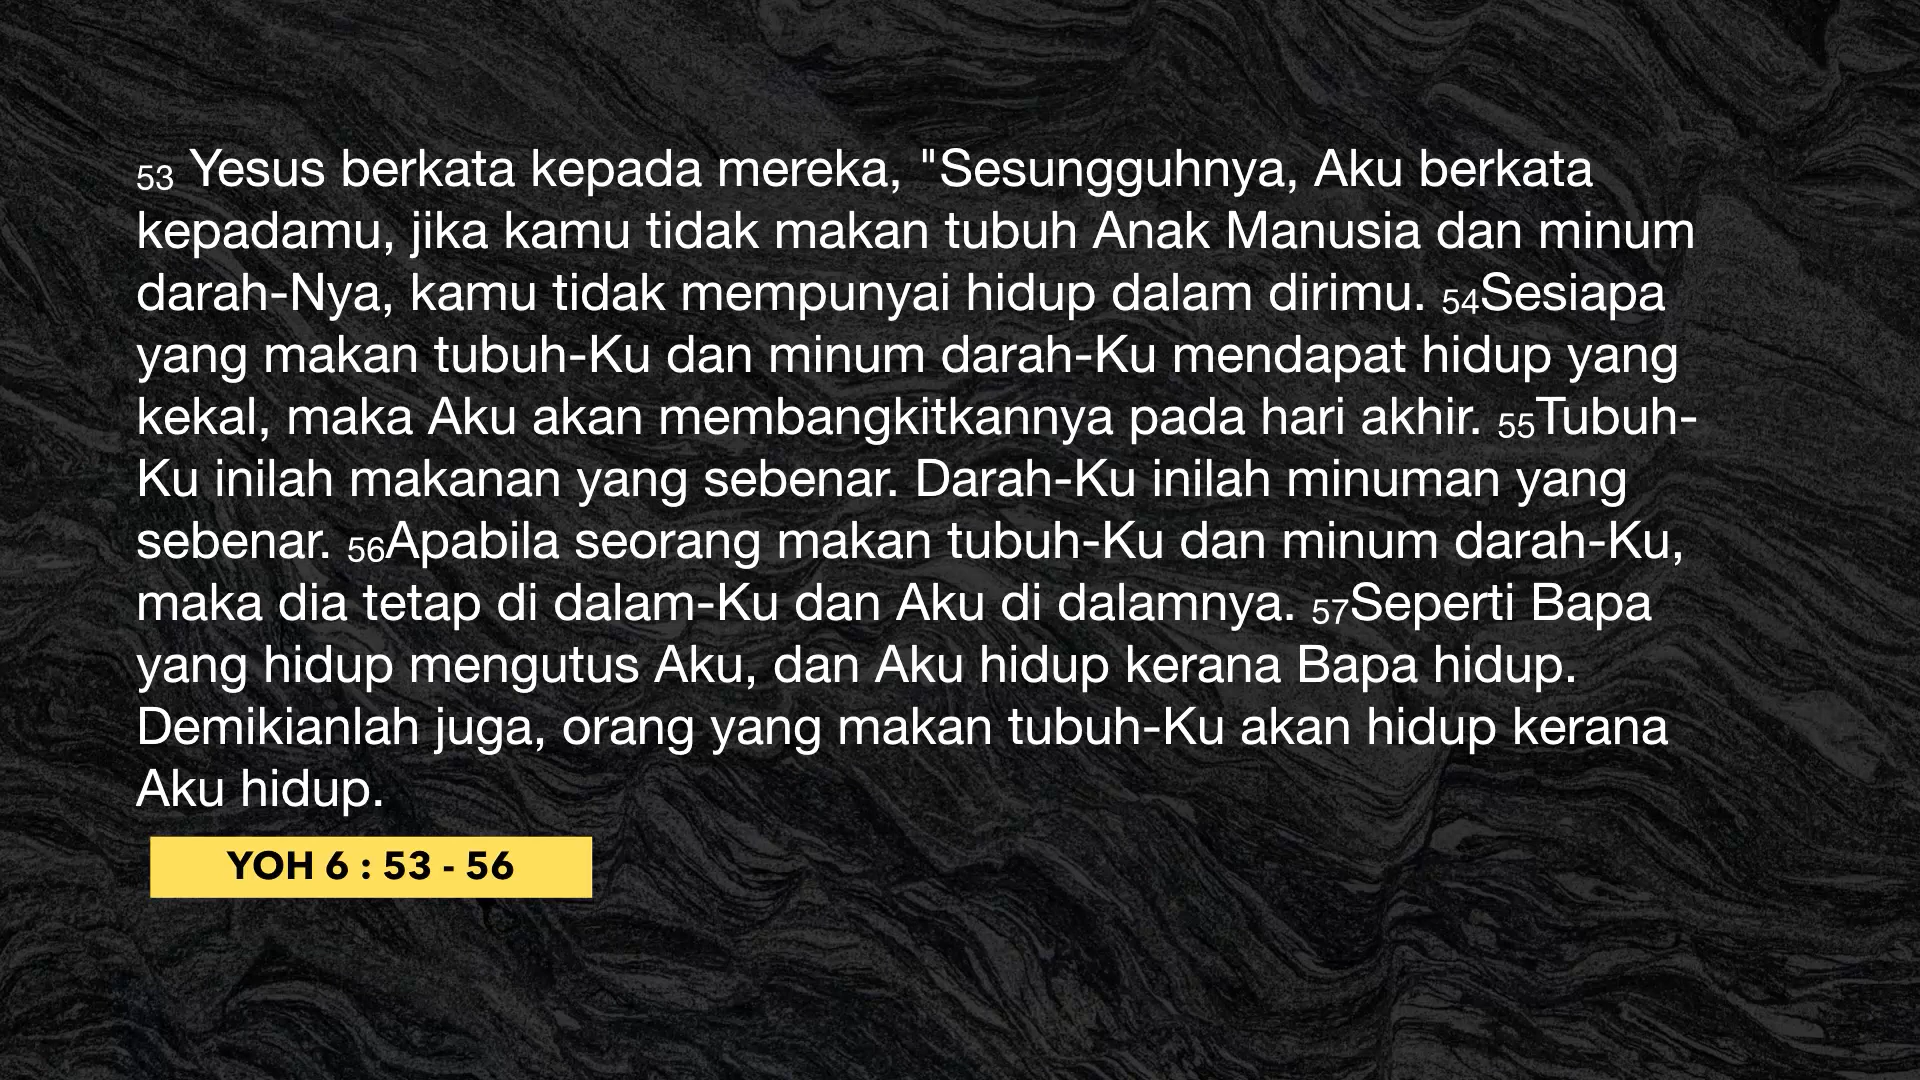 53 Yesus berkata kepada mereka, "Sesungguhnya, Aku berkata
kepadamu, jika kamu tidak makan tubuh Anak Manusia dan minum
darah-Nya, kamu tidak mempunyai hidup dalam dirimu. 54Sesiapa
yang makan tubuh-Ku dan minum darah-Ku mendapat hidup yang
kekal, maka Aku akan membangkitkannya pada hari akhir. 55Tubuh-
Ku inilah makanan yang sebenar. Darah-Ku inilah minuman yang
sebenar. 56Apabila seorang makan tubuh-Ku dan minum darah-Ku,
maka dia tetap di dalam-Ku dan Aku di dalamnya. 57Seperti Bapa
yang hidup mengutus Aku, dan Aku hidup kerana Bapa hidup.
Demikianlah juga, orang yang makan tubuh-Ku akan hidup kerana
Aku hidup.
YOH 6 : 53 - 56